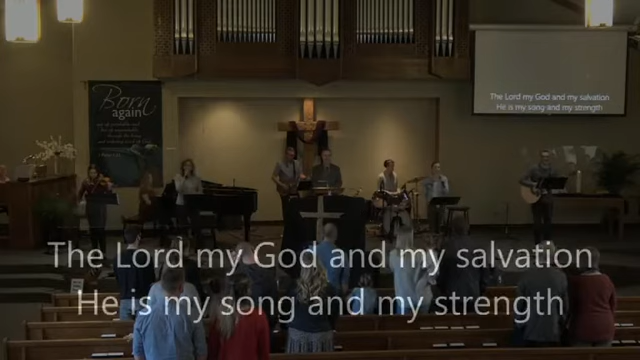 Born
again
The Lord my God and my salvation
He is my song and my strength
The Lord my God and my salvation
He is my song and my strength